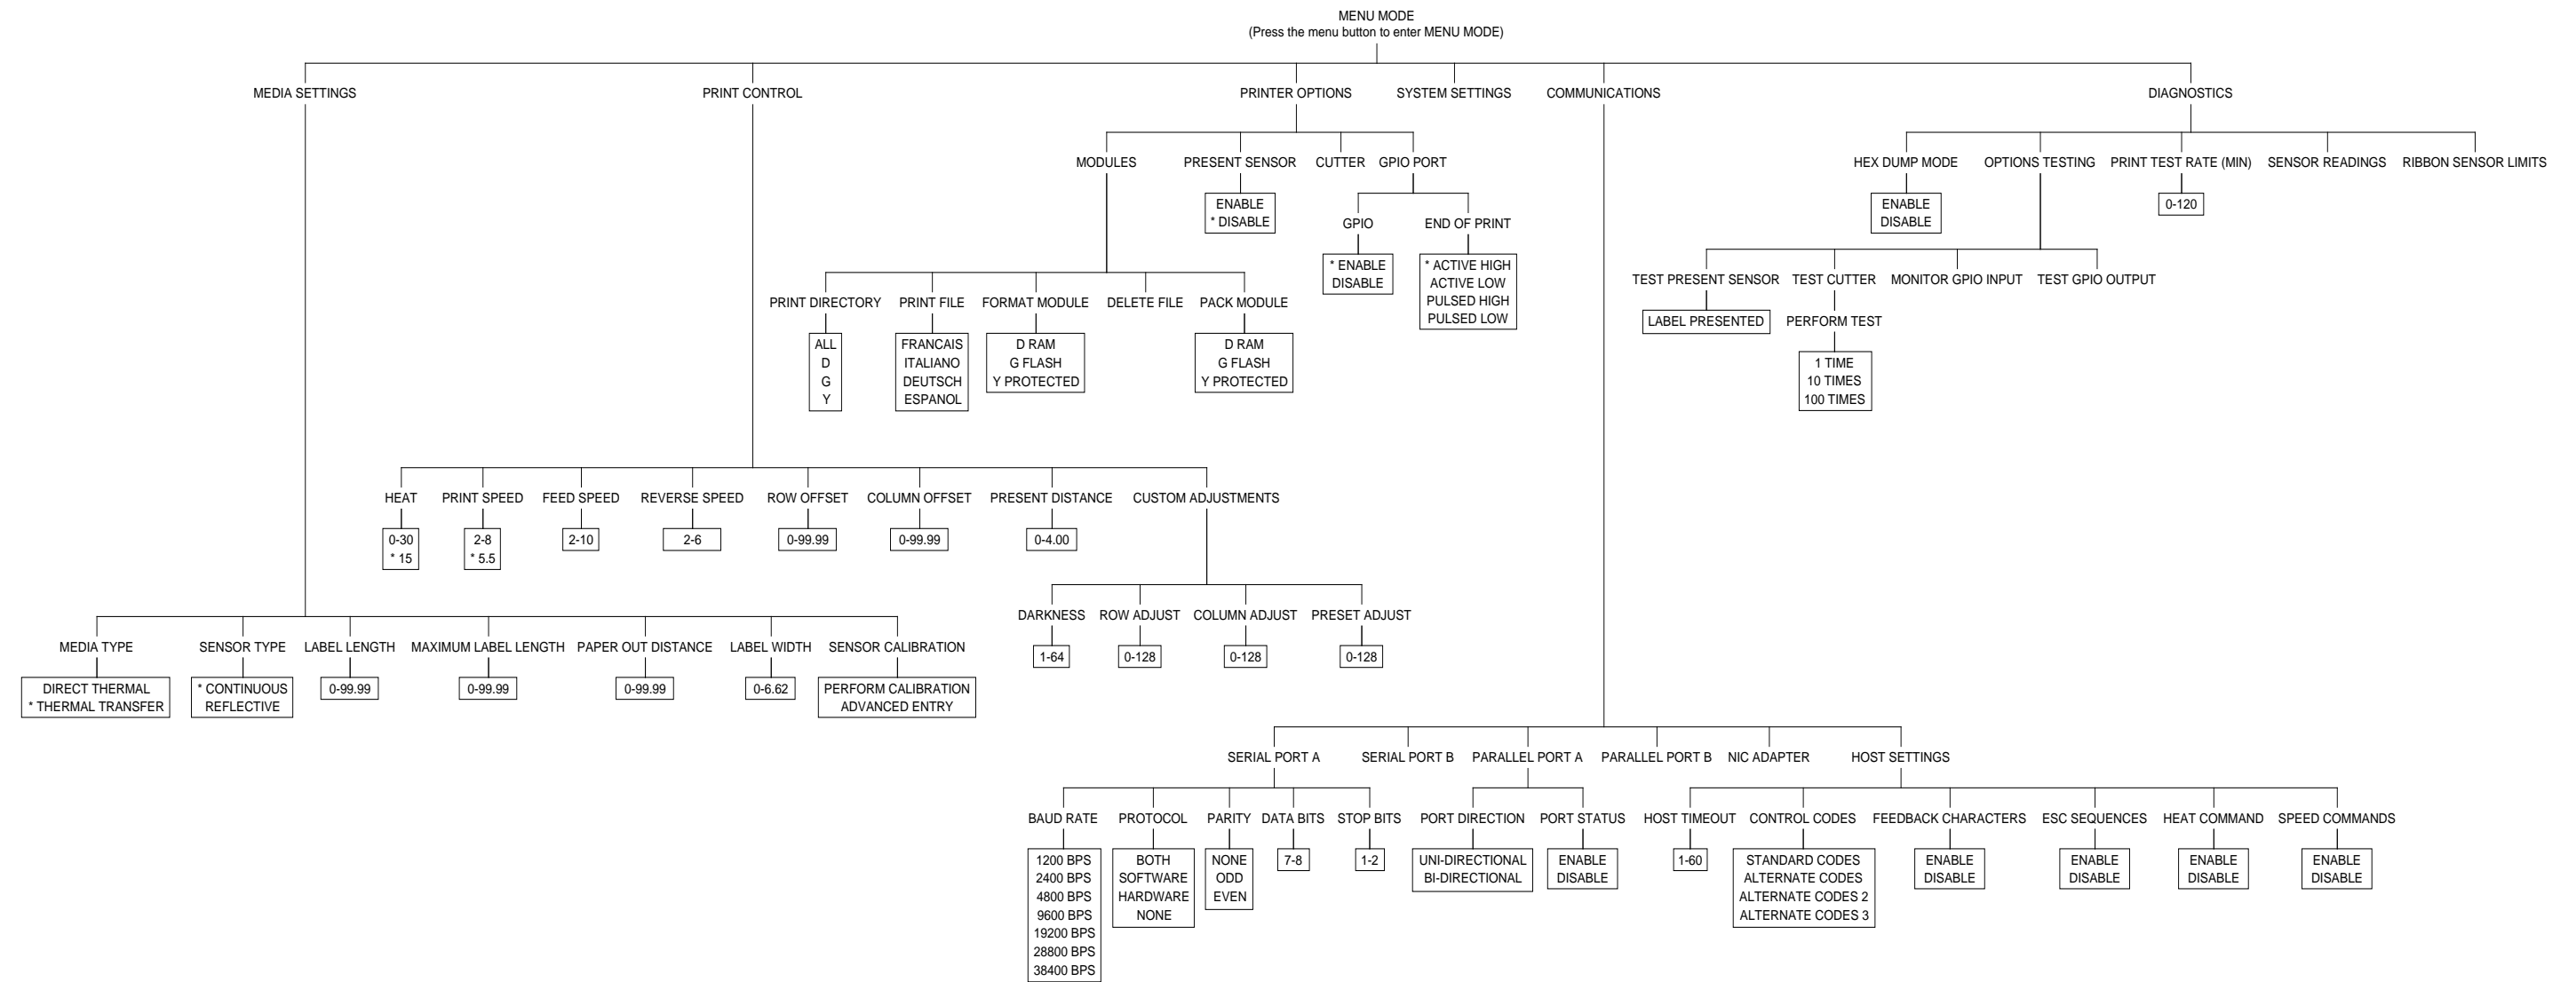 MENU MODE
(Press the menu button to enter MENU MODE)
MEDIA SETTINGS
PRINT CONTROL
PRINTER OPTIONS
SYSTEM SETTINGS
COMMUNICATIONS
DIAGNOSTICS
MODULES
PRESENT SENSOR
CUTTER
GPIO PORT
HEX DUMP MODE
OPTIONS TESTING
PRINT TEST RATE (MIN)
SENSOR READINGS
RIBBON SENSOR LIMITS
ENABLE
* DISABLE
ENABLE
DISABLE
0-120
GPIO
END OF PRINT
* ENABLE
DISABLE
* ACTIVE HIGH
ACTIVE LOW
PULSED HIGH
PULSED LOW
TEST PRESENT SENSOR
TEST CUTTER
MONITOR GPIO INPUT
TEST GPIO OUTPUT
LABEL PRESENTED
PERFORM TEST
1 TIME
10 TIMES
100 TIMES
PRINT DIRECTORY
PRINT FILE
FORMAT MODULE
DELETE FILE
PACK MODULE
ALL
D
G
Y
FRANCAIS
ITALIANO
DEUTSCH
ESPANOL
D RAM
G FLASH
Y PROTECTED
D RAM
G FLASH
Y PROTECTED
HEAT
PRINT SPEED
FEED SPEED
REVERSE SPEED
ROW OFFSET
COLUMN OFFSET
PRESENT DISTANCE
CUSTOM ADJUSTMENTS
0-30
* 15
2-8
* 5.5
2-10
2-6
0-99.99
0-99.99
0-4.00
DARKNESS
ROW ADJUST
COLUMN ADJUST
PRESET ADJUST
1-64
0-128
0-128
0-128
MEDIA TYPE
SENSOR TYPE
LABEL LENGTH
MAXIMUM LABEL LENGTH
PAPER OUT DISTANCE
LABEL WIDTH
SENSOR CALIBRATION
DIRECT THERMAL
* THERMAL TRANSFER
* CONTINUOUS
REFLECTIVE
0-99.99
0-99.99
0-99.99
0-6.62
PERFORM CALIBRATION
ADVANCED ENTRY
SERIAL PORT A
SERIAL PORT B
PARALLEL PORT A
PARALLEL PORT B
NIC ADAPTER
HOST SETTINGS
BAUD RATE
PROTOCOL
PARITY
DATA BITS
STOP BITS
PORT DIRECTION
PORT STATUS
HOST TIMEOUT
CONTROL CODES
FEEDBACK CHARACTERS
ESC SEQUENCES
HEAT COMMAND
SPEED COMMANDS
1200 BPS
2400 BPS
4800 BPS
9600 BPS
19200 BPS
28800 BPS
38400 BPS
BOTH
SOFTWARE
HARDWARE
NONE
NONE
ODD
EVEN
7-8
1-2
UNI-DIRECTIONAL
BI-DIRECTIONAL
ENABLE
DISABLE
1-60
STANDARD CODES
ALTERNATE CODES
ALTERNATE CODES 2
ALTERNATE CODES 3
ENABLE
DISABLE
ENABLE
DISABLE
ENABLE
DISABLE
ENABLE
DISABLE